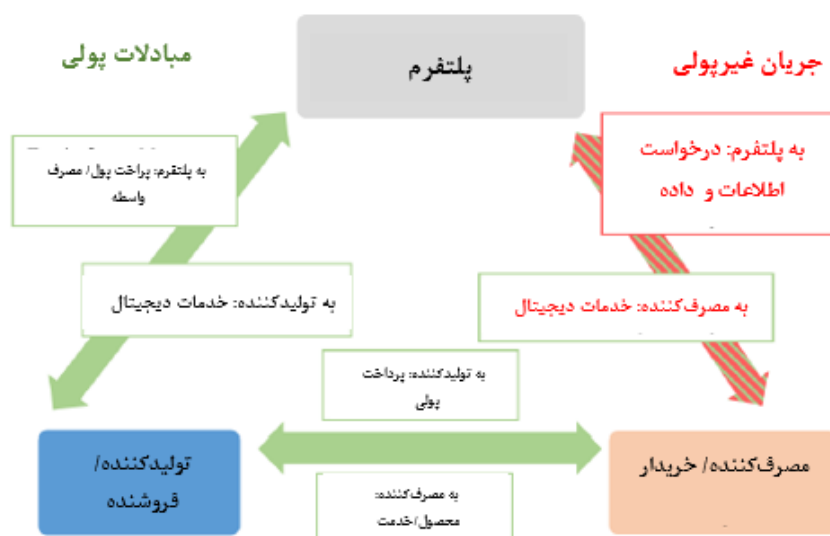 مبادلات پولی
پلتفرم
جریان غیرپولی
به پلتفرم: پراخت پول/ مصرف
واسطه
به پلتفرم: درخواست
اطلاعات و داده
به تولیدکننده: خدمات دیجیتال
به مصرف‌کننده: خدمات دیجیتال
به تولیدکننده: پرداخت
پولی
تولیدکننده/
فروشنده
مصرف‌کننده/ خریدار
به مصرف‌کننده:
محصول/خدمت